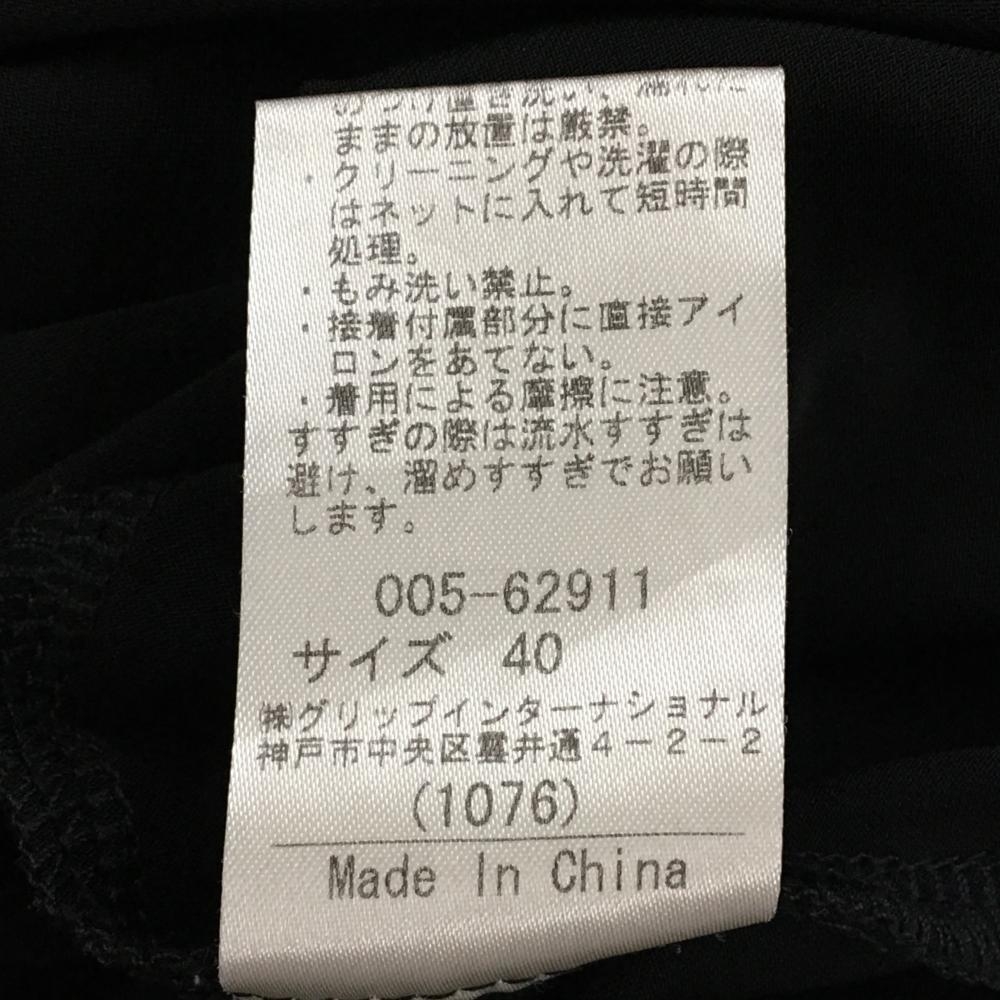 ままの放置は厳禁。
・クリーニングや洗濯の際
はネットに入れて短時間
処理。
・もみ洗い禁止。
・接着付属部分に直接アイ
ロンをあてない。
・着用による摩擦に注意。
すすぎの際は流水すすぎは
避け、溜めすすぎでお願い
します。
005-62911
サイズ 40
㈱グリップインターナショナル
神戸市中央区雲井通4-2-2
(1076)
Made In China